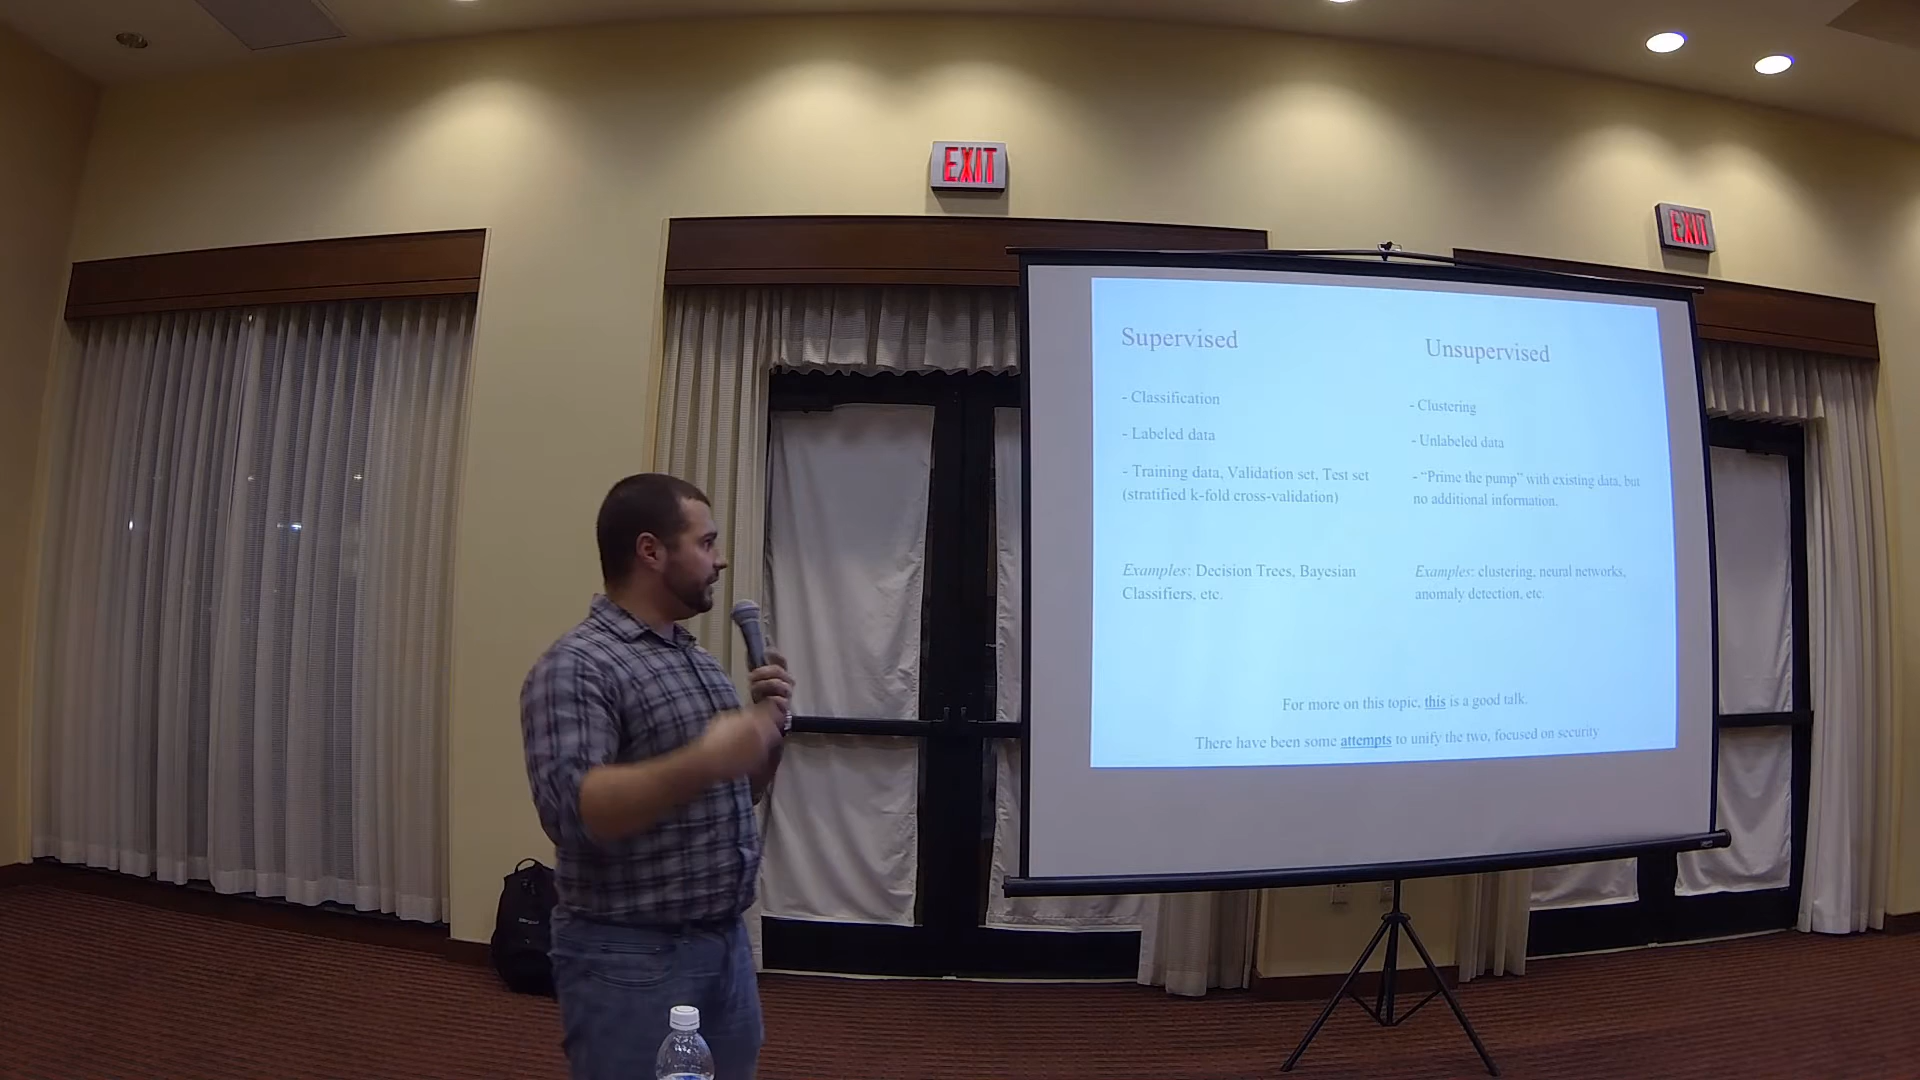 EXIT
EXIT
Supervised
- Classification
- Labeled data
- Training data, Validation set, Test set
(stratified k-fold cross-validation)
Examples: Decision Trees, Bayesian
Classifiers, etc.
Unsupervised
- Clustering
- Unlabeled data
- “Prime the pump” with existing data, but
no additional information.
Examples: clustering, neural networks,
anomaly detection, etc.
For more on this topic, this is a good talk.
There have been some attempts to unify the two, focused on security